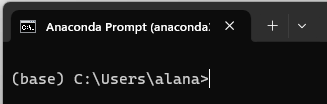 Anaconda Prompt (anaconda
(base) C:\Users\alana>